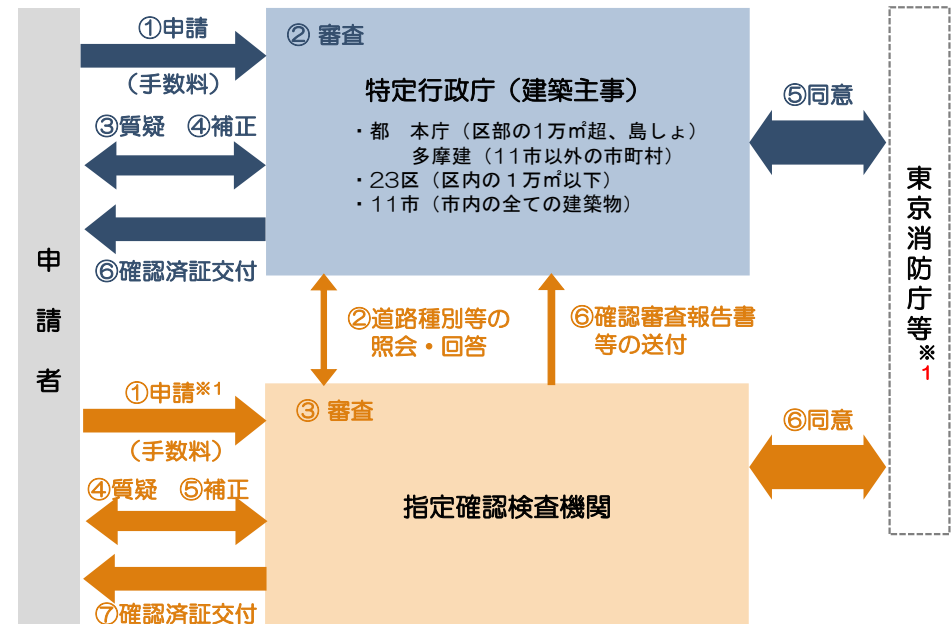 申請者
①申請
（手数料）
③質疑　④補正
⑥確認済証交付
② 審査
特定行政庁（建築主事）
・都　本庁（区部の1万㎡超、島しょ）
多摩建（11市以外の市町村）
・23区（区内の１万㎡以下）
・11市（市内の全ての建築物）
⑤同意
東京消防庁等※1
②道路種別等の
照会・回答
⑥確認審査報告書
等の送付
①申請※1
（手数料）
④質疑　⑤補正
⑦確認済証交付
③ 審査
指定確認検査機関
⑥同意